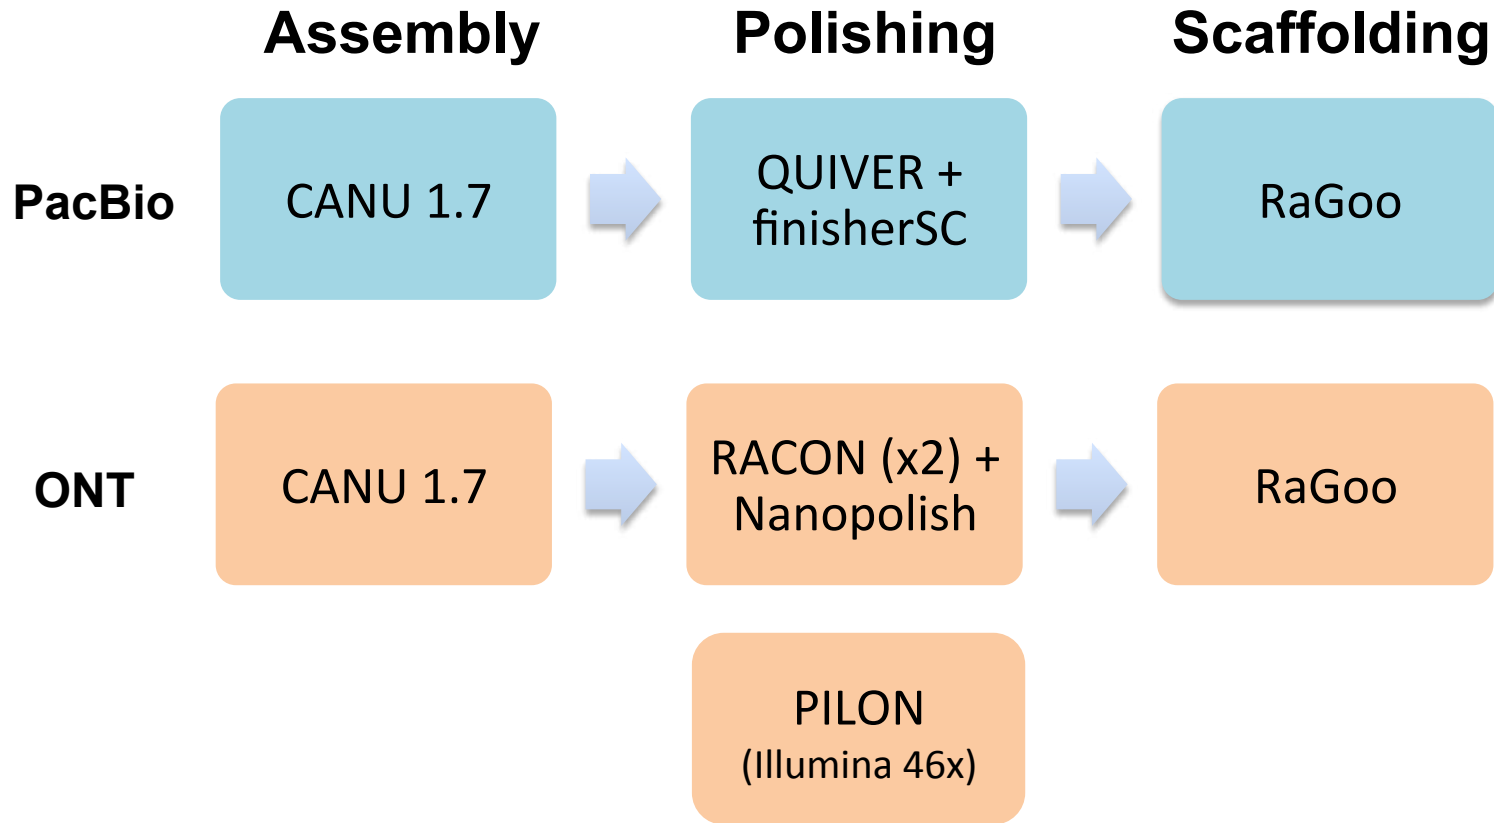 Assembly Polishing Scaffolding
PacBio
CANU 1.7
QUIVER +
finisherSC
RaGoo
ONT
CANU 1.7
RACON (x2) +
Nanopolish
RaGoo
PILON
(Illumina 46x)